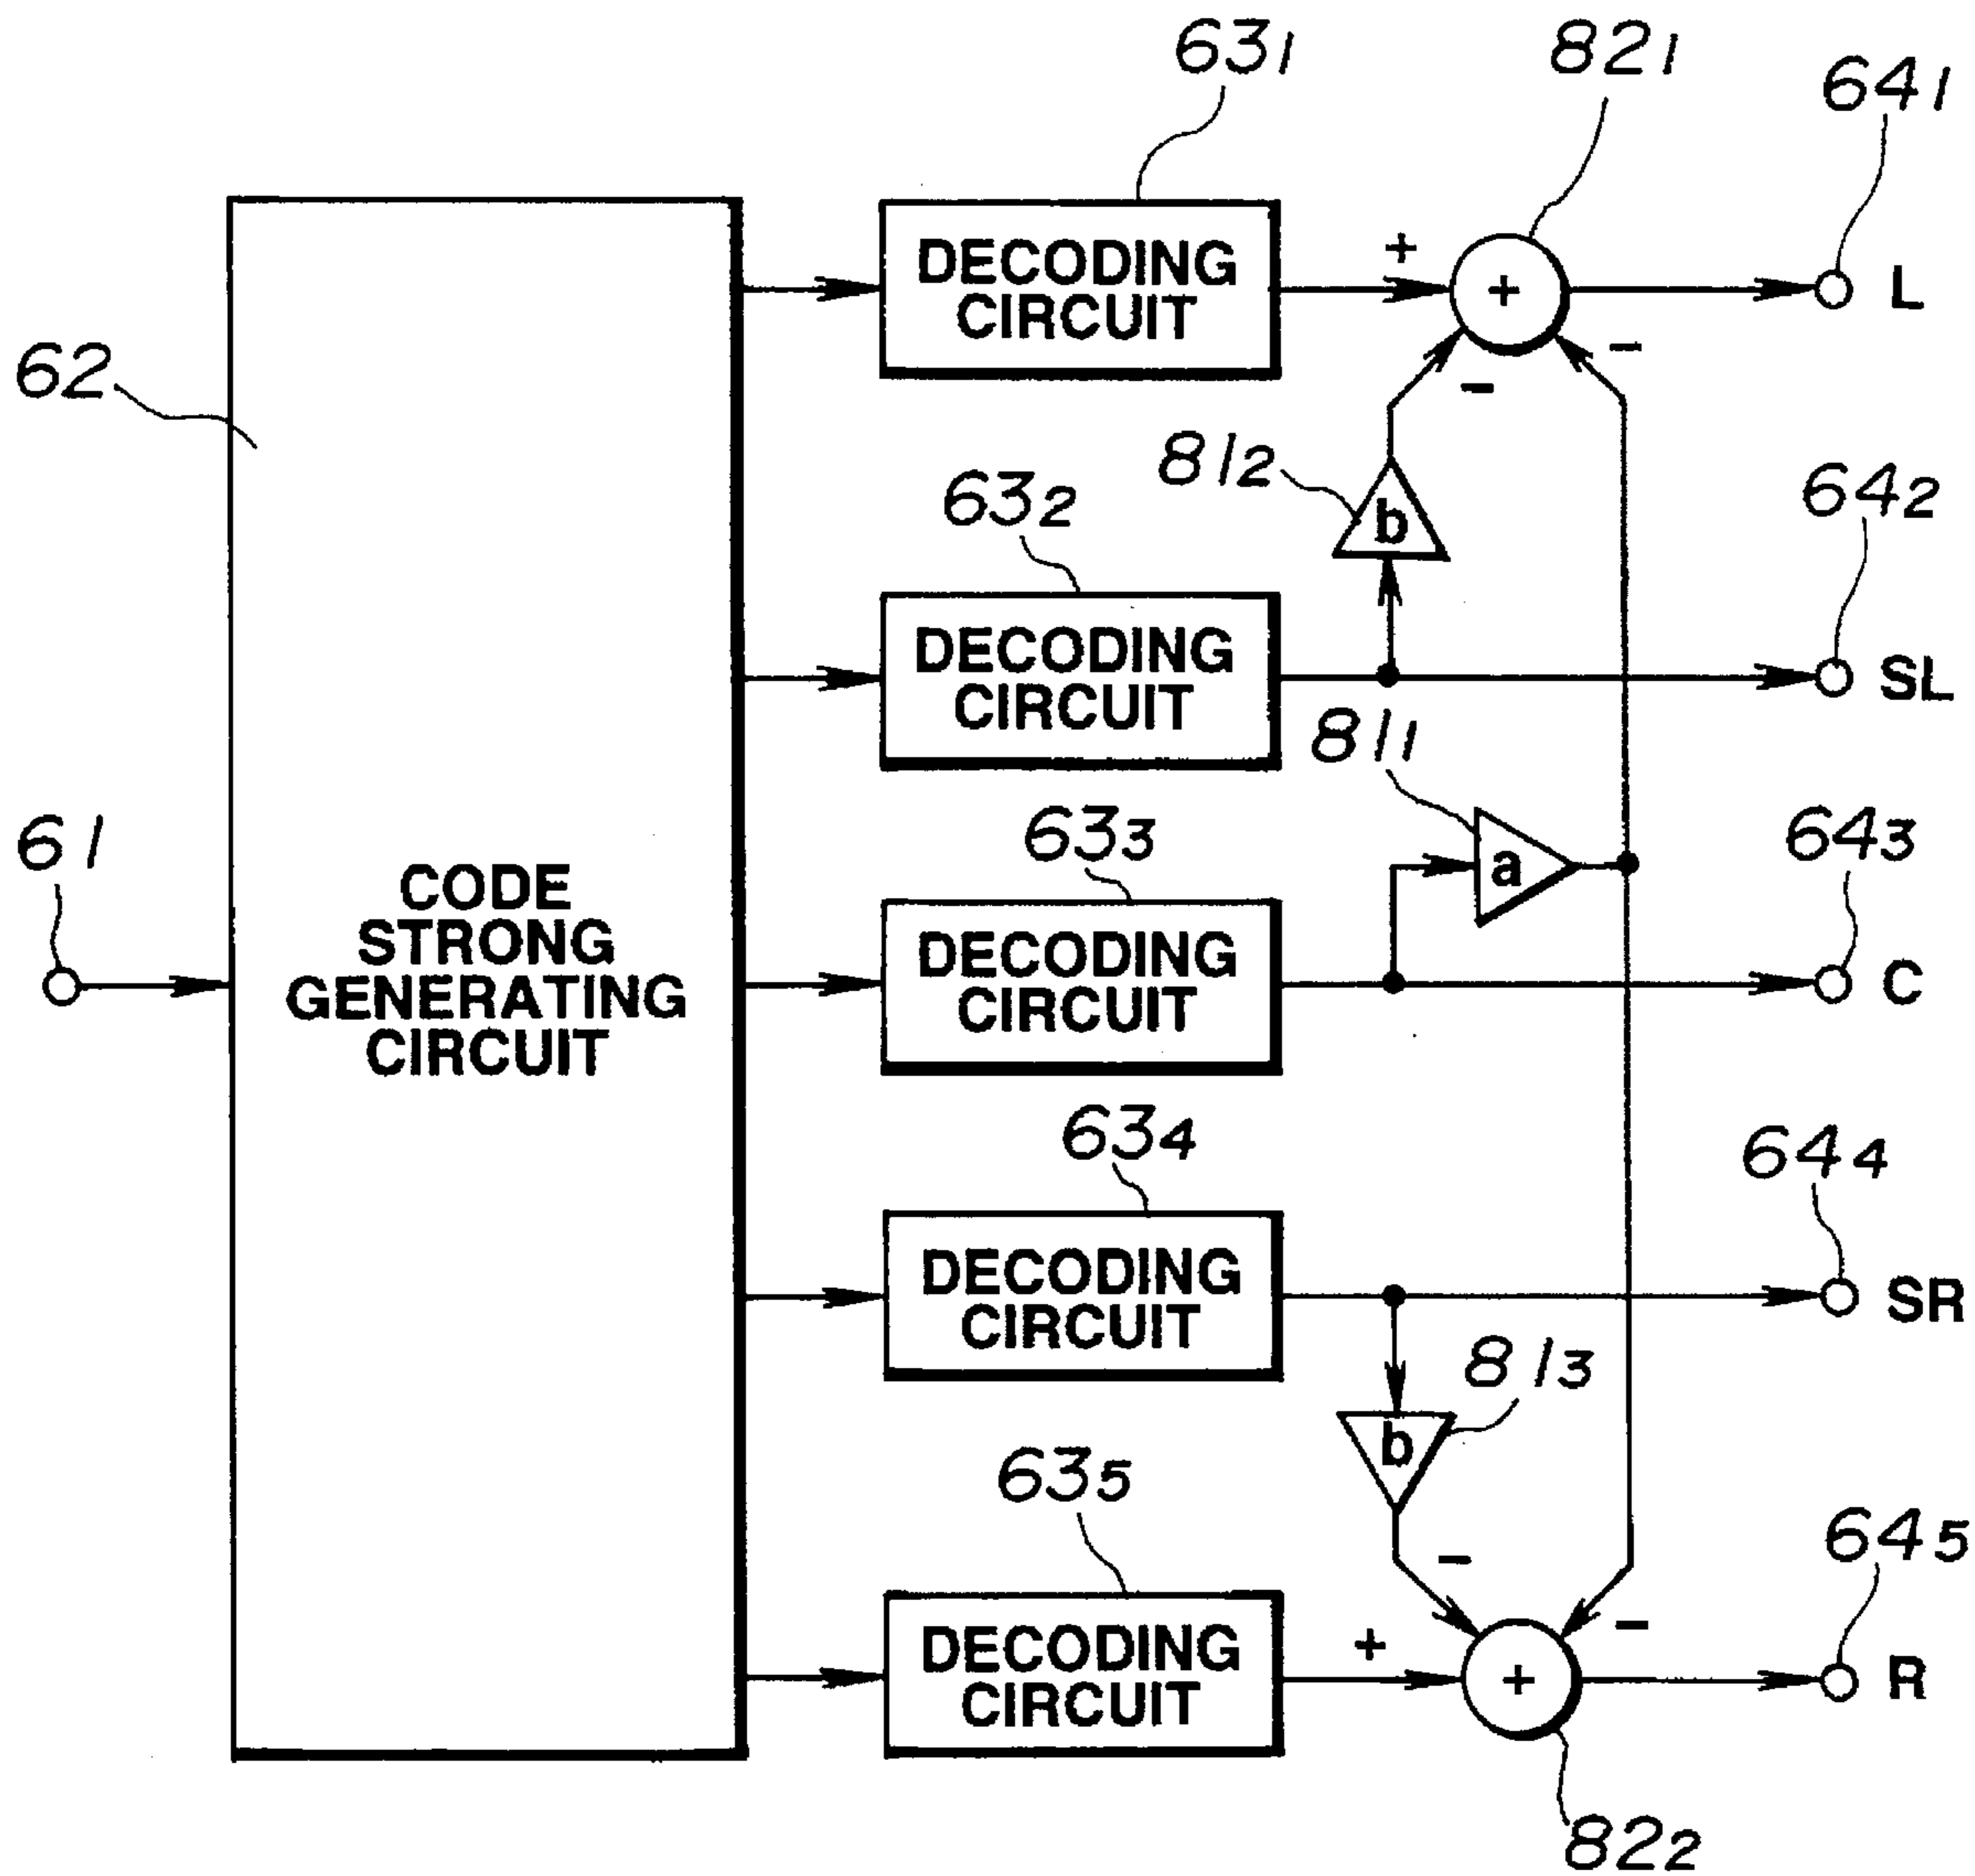 63₁
82₁
64₁
DECODING
CIRCUIT
+
+
L
62
-
-
81₂
b
63₂
64₂
DECODING
CIRCUIT
SL
81₁
61
63₃
a
64₃
CODE
STRONG
GENERATING
CIRCUIT
DECODING
CIRCUIT
C
63₄
64₄
DECODING
CIRCUIT
SR
81₃
b
63₅
64₅
-
-
DECODING
CIRCUIT
+
+
R
82₂